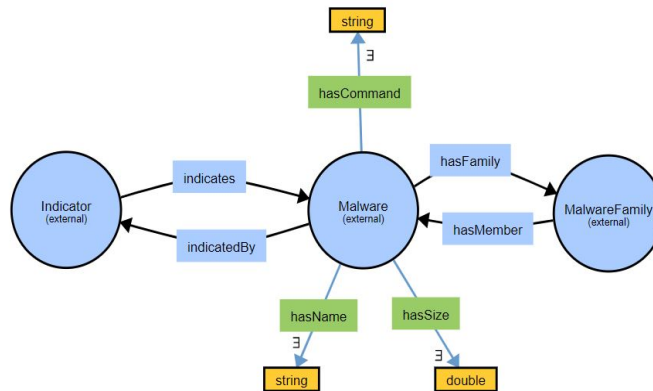 string
∃
hasCommand
indicates
hasFamily
Indicator
(external)
Malware
(external)
MalwareFamily
(external)
indicatedBy
hasMember
hasName
hasSize
∃
∃
string
double